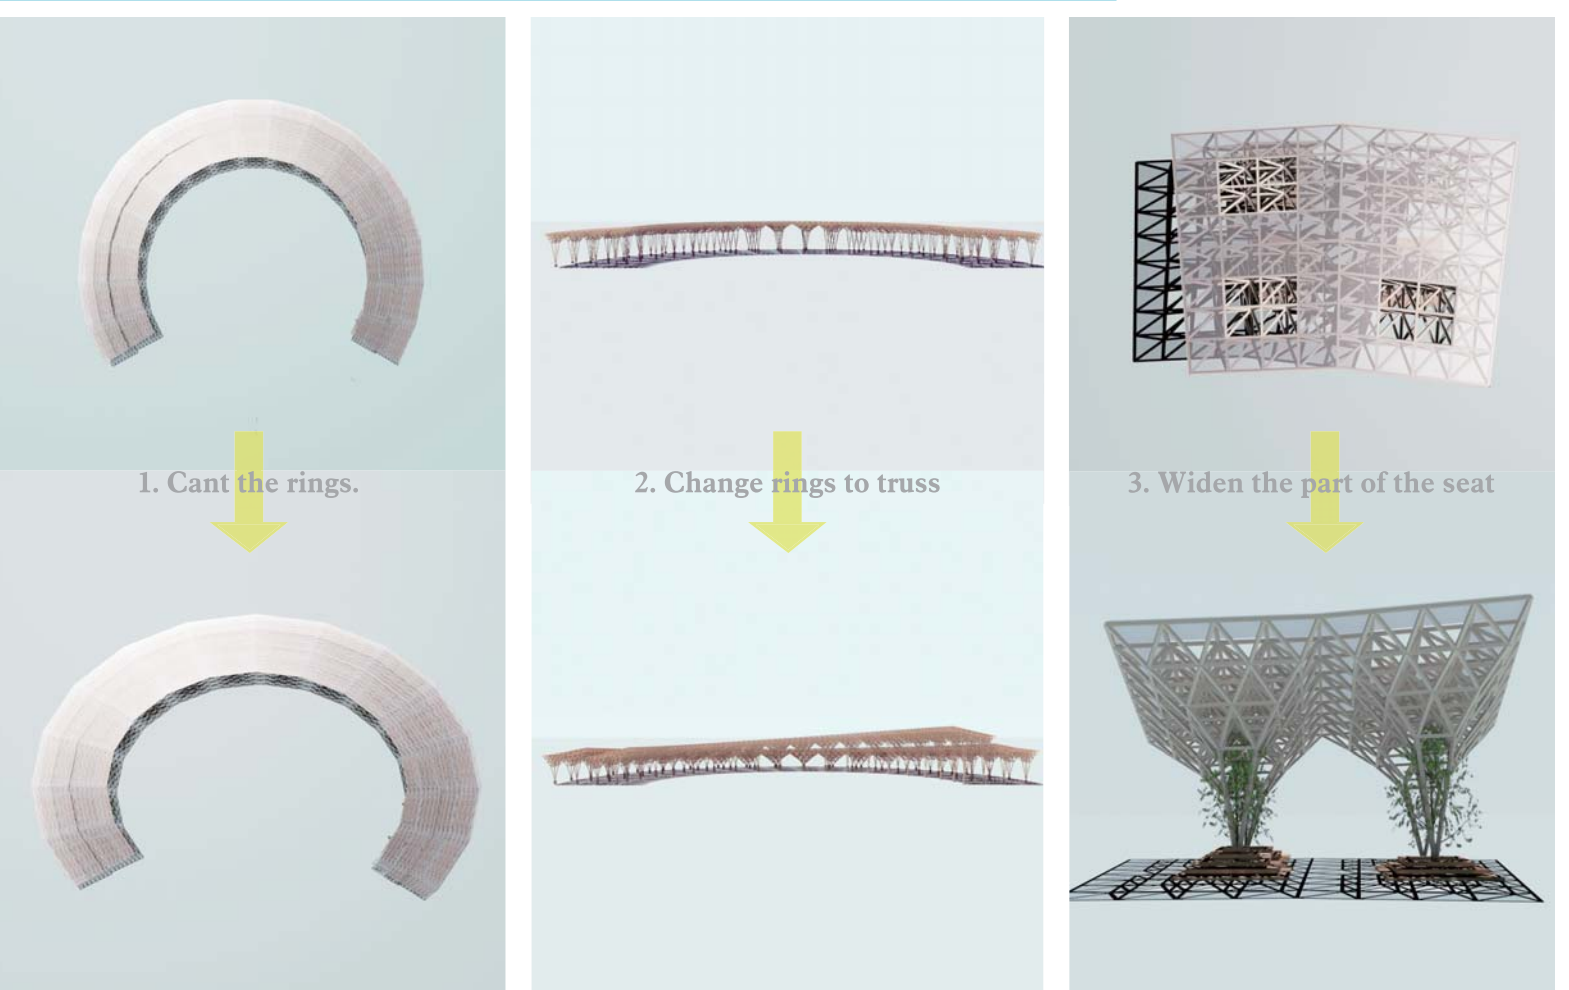 1. Cant the rings.
2. Change rings to truss
3. Widen the part of the seat